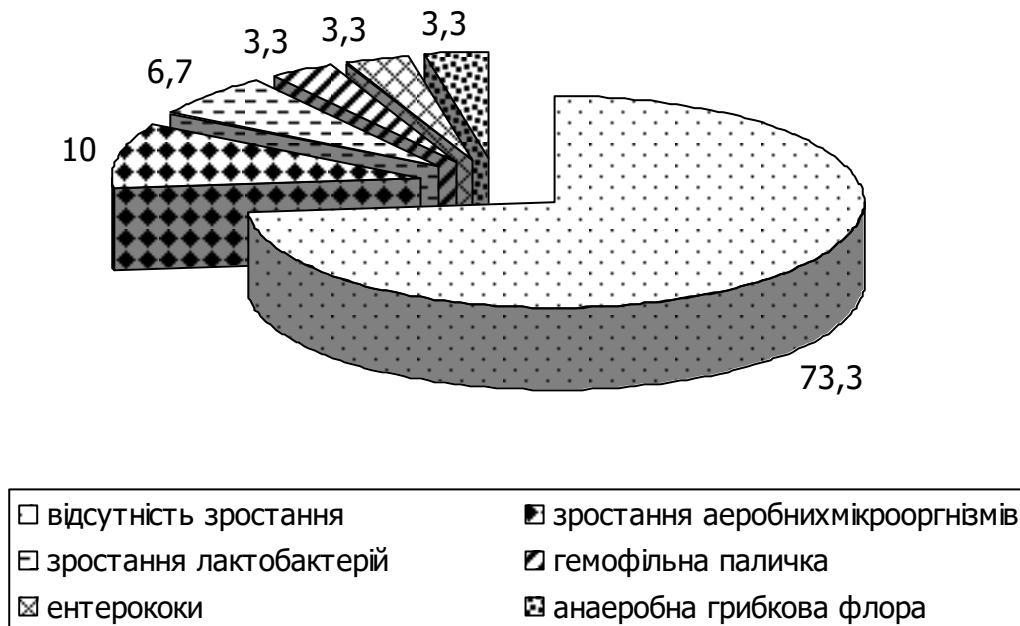 3,3
3,3
3,3
6,7
10
73,3
відсутність зростання
зростання аеробнихмікрооргнізмів
зростання лактобактерій
гемофільна паличка
ентерококи
анаеробна грибкова флора